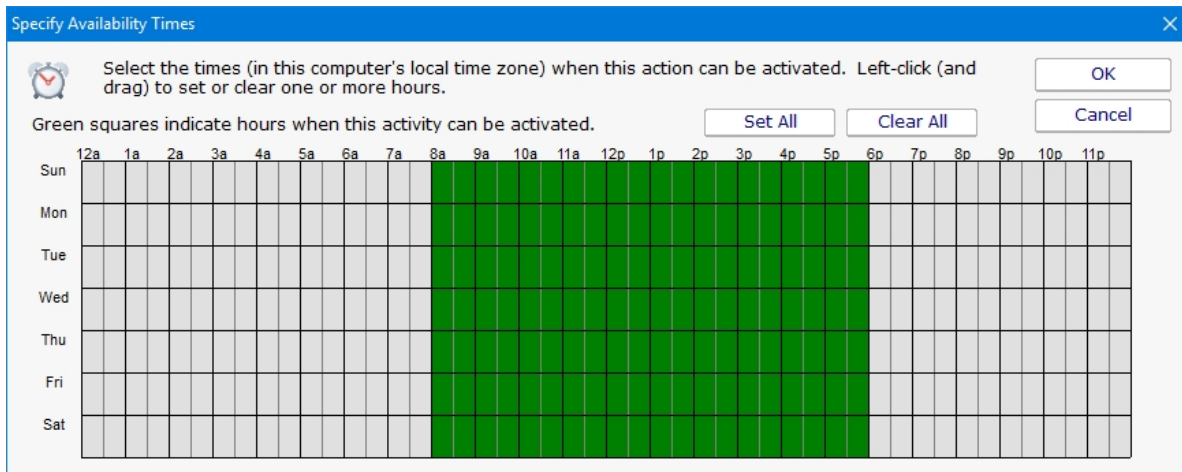 Specify Availability Times
Select the times (in this computer's local time zone) when this action can be activated. Left-click (and
drag) to set or clear one or more hours.
OK
Cancel
Green squares indicate hours when this activity can be activated.
Set All
Clear All
12a 1a 2a 3a 4a 5a 6a 7a 8a 9a 10a 11a 12p 1p 2p 3p 4p 5p 6p 7p 8p 9p 10p 11p
Sun
Mon
Tue
Wed
Thu
Fri
Sat